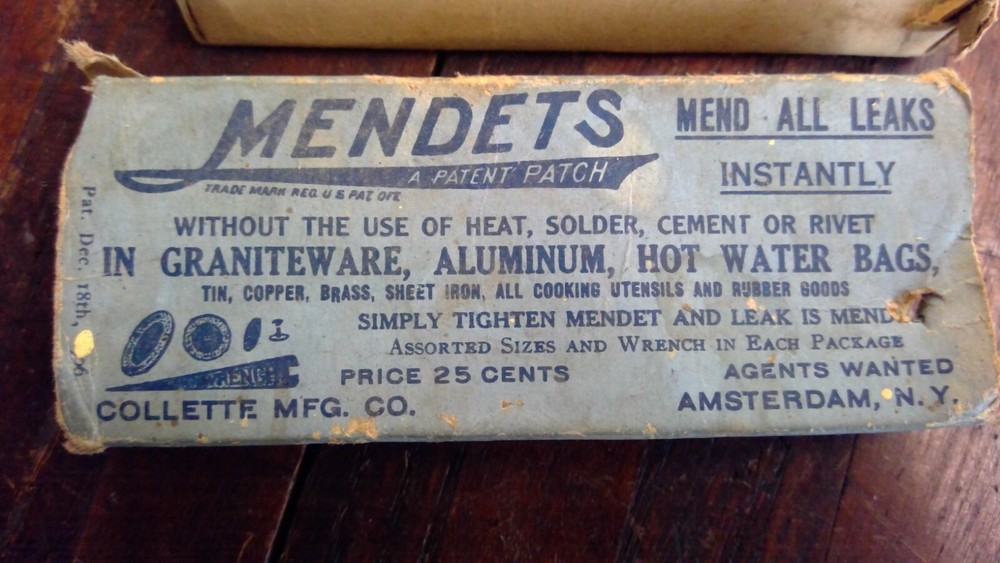 MENDETS
A PATENT PATCH
TRADE MARK REG. U S PAT OFF.
MEND ALL LEAKS
INSTANTLY
WITHOUT THE USE OF HEAT, SOLDER, CEMENT OR RIVET
IN GRANITEWARE, ALUMINUM, HOT WATER BAGS,
TIN, COPPER, BRASS, SHEET IRON, ALL COOKING UTENSILS AND RUBBER GOODS
SIMPLY TIGHTEN MENDET AND LEAK IS
ASSORTED SIZES AND WRENCH IN EACH PACKAGE
WRENCH
PRICE 25 CENTS
AGENTS WANTED
COLLETTE MFG. CO.
AMSTERDAM, N. Y.
Pat. Dec. 18th,